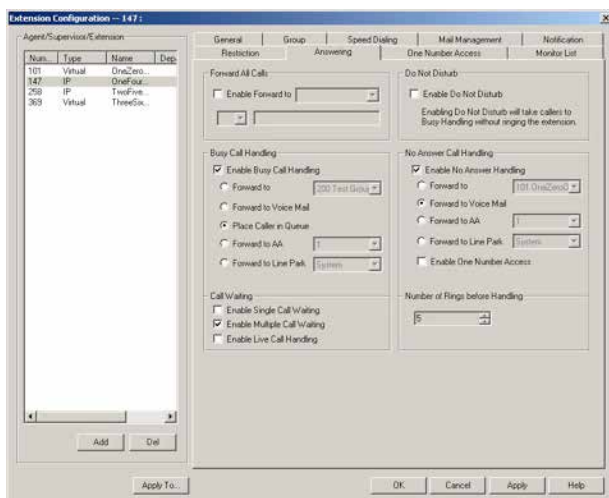 Extension Configuration -- 147 :
Agent/Supervisor/Extension
Num... Type Name Dep
101 Virtual OneZero...
147 IP OneFour...
258 IP TwoFive...
369 Virtual ThreeSix...
Add Del
Apply To...
General Group Speed Dialing Mail Management Notification
Restriction Answering One Number Access Monitor List
Forward All Calls
Enable Forward to
Do Not Disturb
Enable Do Not Disturb
Enabling Do Not Disturb will take callers to
Busy Handling without ringing the extension.
Busy Call Handling
Enable Busy Call Handling
Forward to 200 Test Group
Forward to Voice Mail
Place Caller in Queue
Forward to AA 1
Forward to Line Park System
No Answer Call Handling
Enable No Answer Handling
Forward to 101 OneZeroO
Forward to Voice Mail
Forward to AA 1
Forward to Line Park System
Enable One Number Access
Call Waiting
Enable Single Call Waiting
Enable Multiple Call Waiting
Enable Live Call Handling
Number of Rings before Handling
5
OK Cancel Apply Help